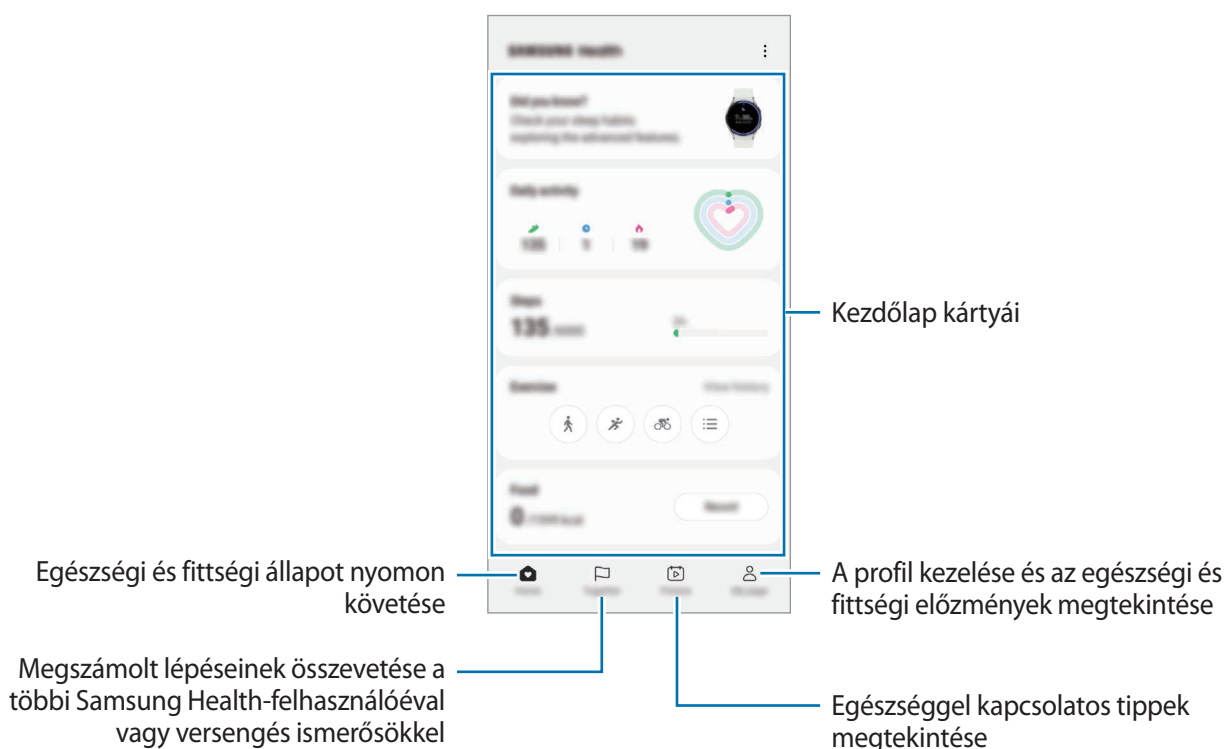 SAMSUNG Health
Did you know?
Check your sleep habits
exploring the advanced features.
Daily activity
135
1
19
Steps
135
Exercise
View history
Food
0
Record
Kezdőlap kártyái
Egészségi és fittségi állapot nyomon
követése
A profil kezelése és az egészségi és
fittségi előzmények megtekintése
Megszámolt lépéseinek összevetése a
többi Samsung Health-felhasználóéval
vagy versengés ismerősökkel
Egészséggel kapcsolatos tippek
megtekintése